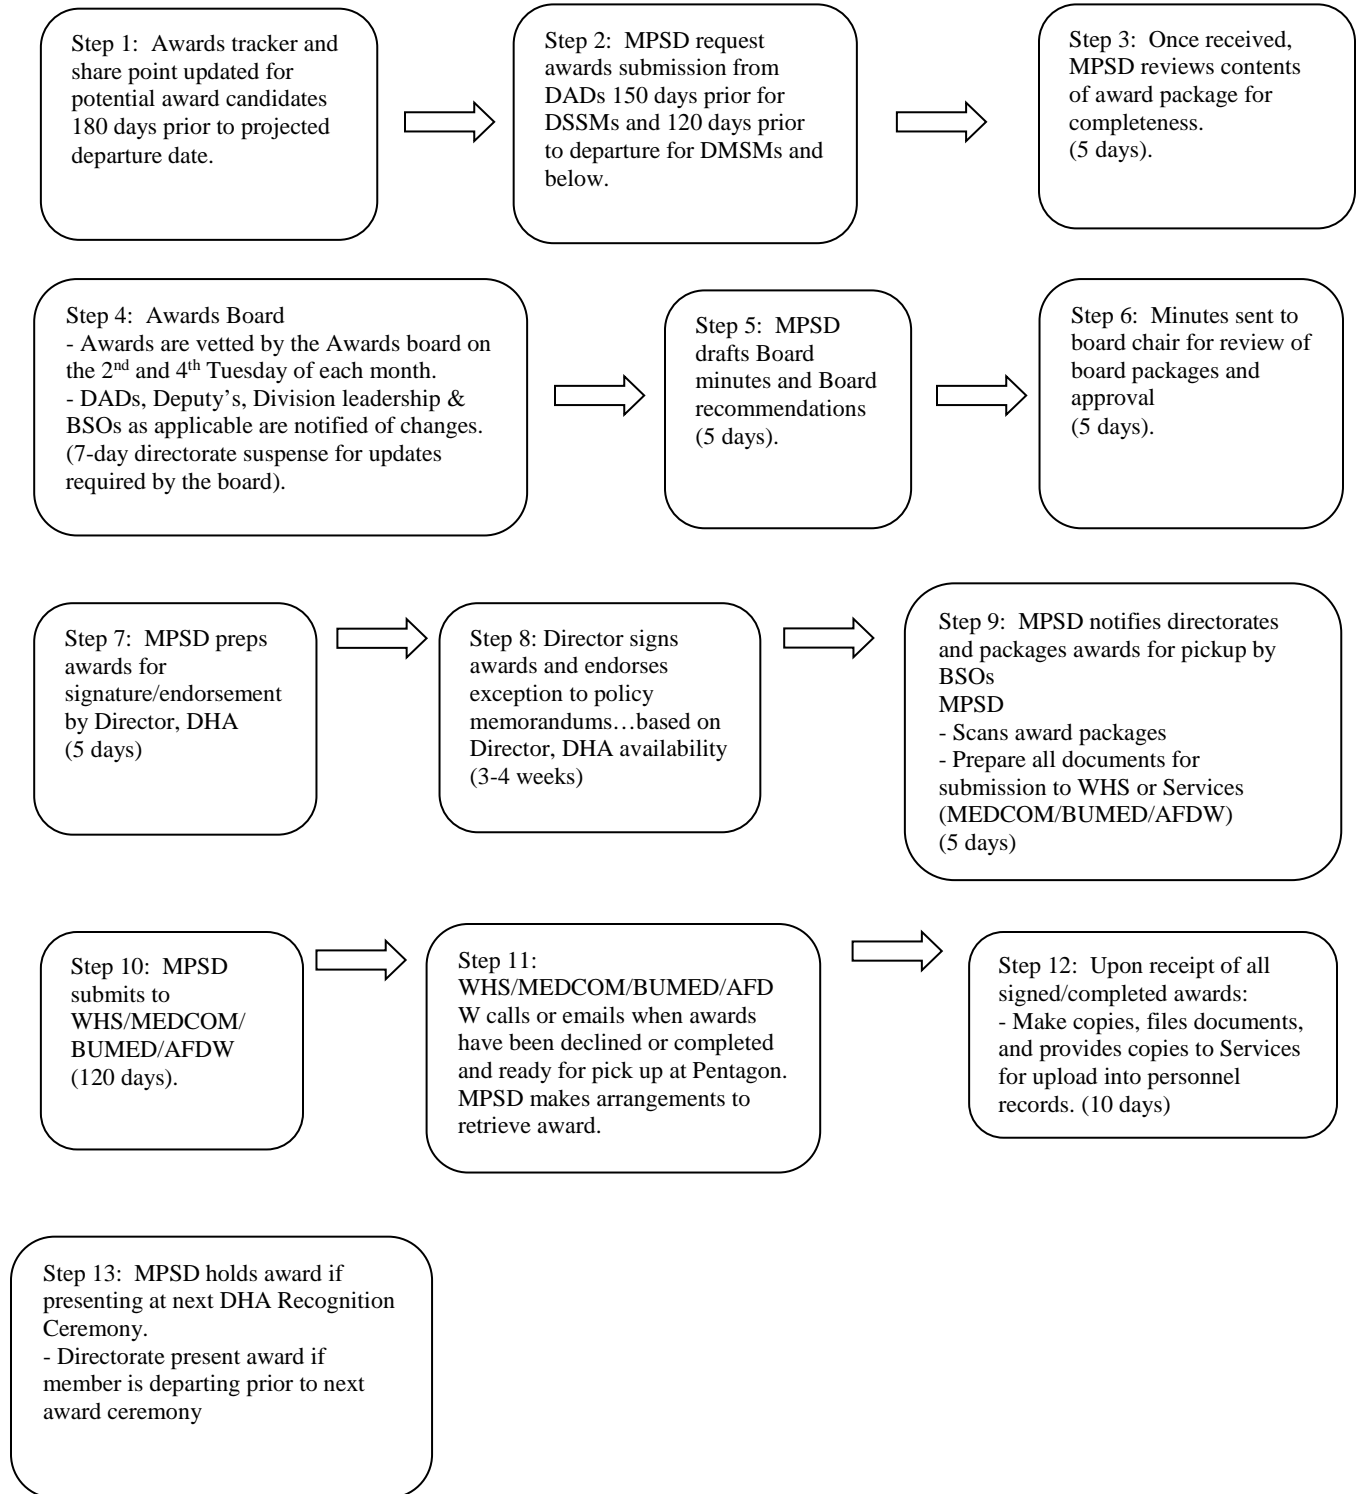 Step 1:  Awards tracker and
share point updated for
potential award candidates
180 days prior to projected
departure date.
Step 2:  MPSD request
awards submission from
DADs 150 days prior for
DSSMs and 120 days prior
to departure for DMSMs and
below.
Step 3:  Once received,
MPSD reviews contents
of award package for
completeness.
(5 days).
Step 4:  Awards Board
- Awards are vetted by the Awards board on
the 2nd and 4th Tuesday of each month.
- DADs, Deputy's, Division leadership &
BSOs as applicable are notified of changes.
(7-day directorate suspense for updates
required by the board).
Step 5:  MPSD
drafts Board
minutes and Board
recommendations
(5 days).
Step 6:  Minutes sent to
board chair for review of
board packages and
approval
(5 days).
Step 7:  MPSD preps
awards for
signature/endorsement
by Director, DHA
(5 days)
Step 8: Director signs
awards and endorses
exception to policy
memorandums…based on
Director, DHA availability
(3-4 weeks)
Step 9:  MPSD notifies directorates
and packages awards for pickup by
BSOs
MPSD
- Scans award packages
- Prepare all documents for
submission to WHS or Services
(MEDCOM/BUMED/AFDW)
(5 days)
Step 10:  MPSD
submits to
WHS/MEDCOM/
BUMED/AFDW
(120 days).
Step 11:
WHS/MEDCOM/BUMED/AFD
W calls or emails when awards
have been declined or completed
and ready for pick up at Pentagon.
MPSD makes arrangements to
retrieve award.
Step 12:  Upon receipt of all
signed/completed awards:
- Make copies, files documents,
and provides copies to Services
for upload into personnel
records. (10 days)
Step 13:  MPSD holds award if
presenting at next DHA Recognition
Ceremony.
- Directorate present award if
member is departing prior to next
award ceremony